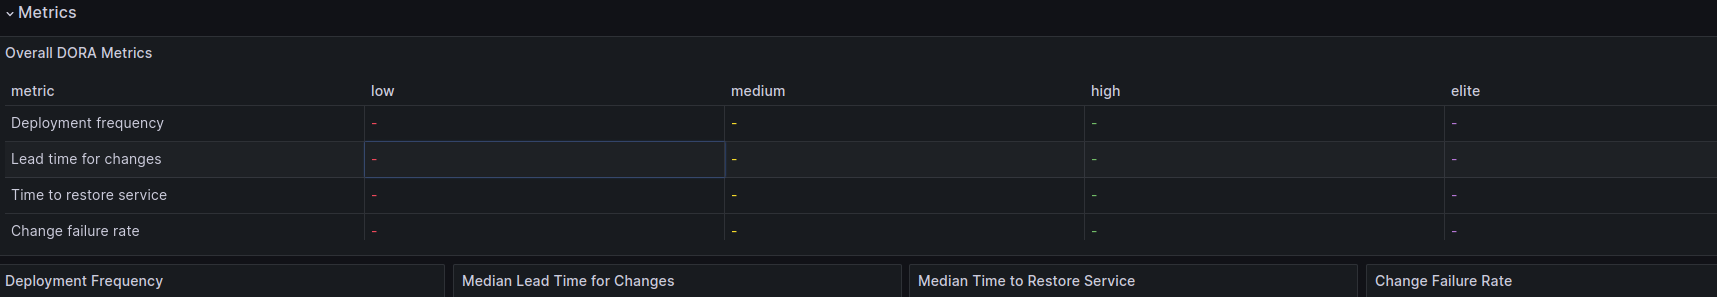 Metrics
Overall DORA Metrics
metric low medium high elite
Deployment frequency - - - -
Lead time for changes - - - -
Time to restore service - - - -
Change failure rate - - - -
Deployment Frequency Median Lead Time for Changes Median Time to Restore Service Change Failure Rate